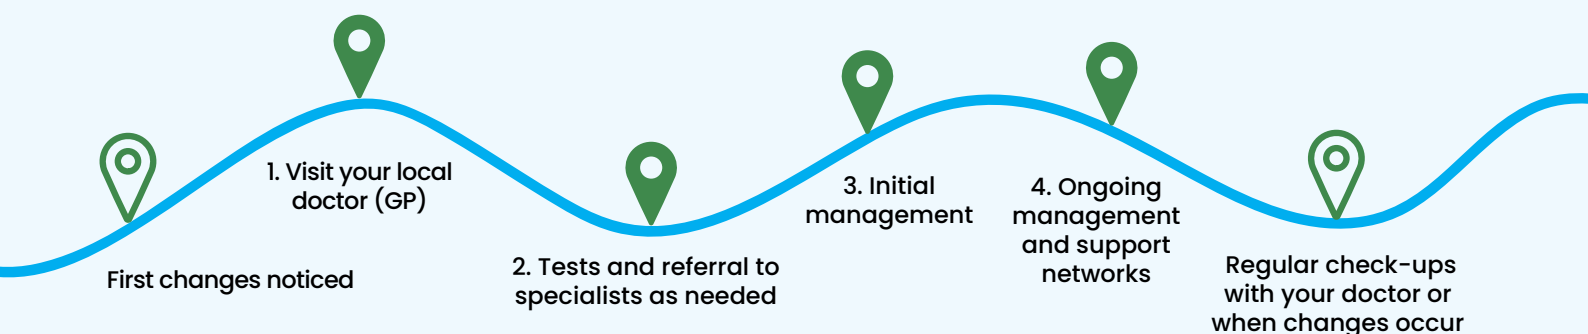 First changes noticed
1. Visit your local
doctor (GP)
2. Tests and referral to
specialists as needed
3. Initial
management
4. Ongoing
management
and support
networks
Regular check-ups
with your doctor or
when changes occur